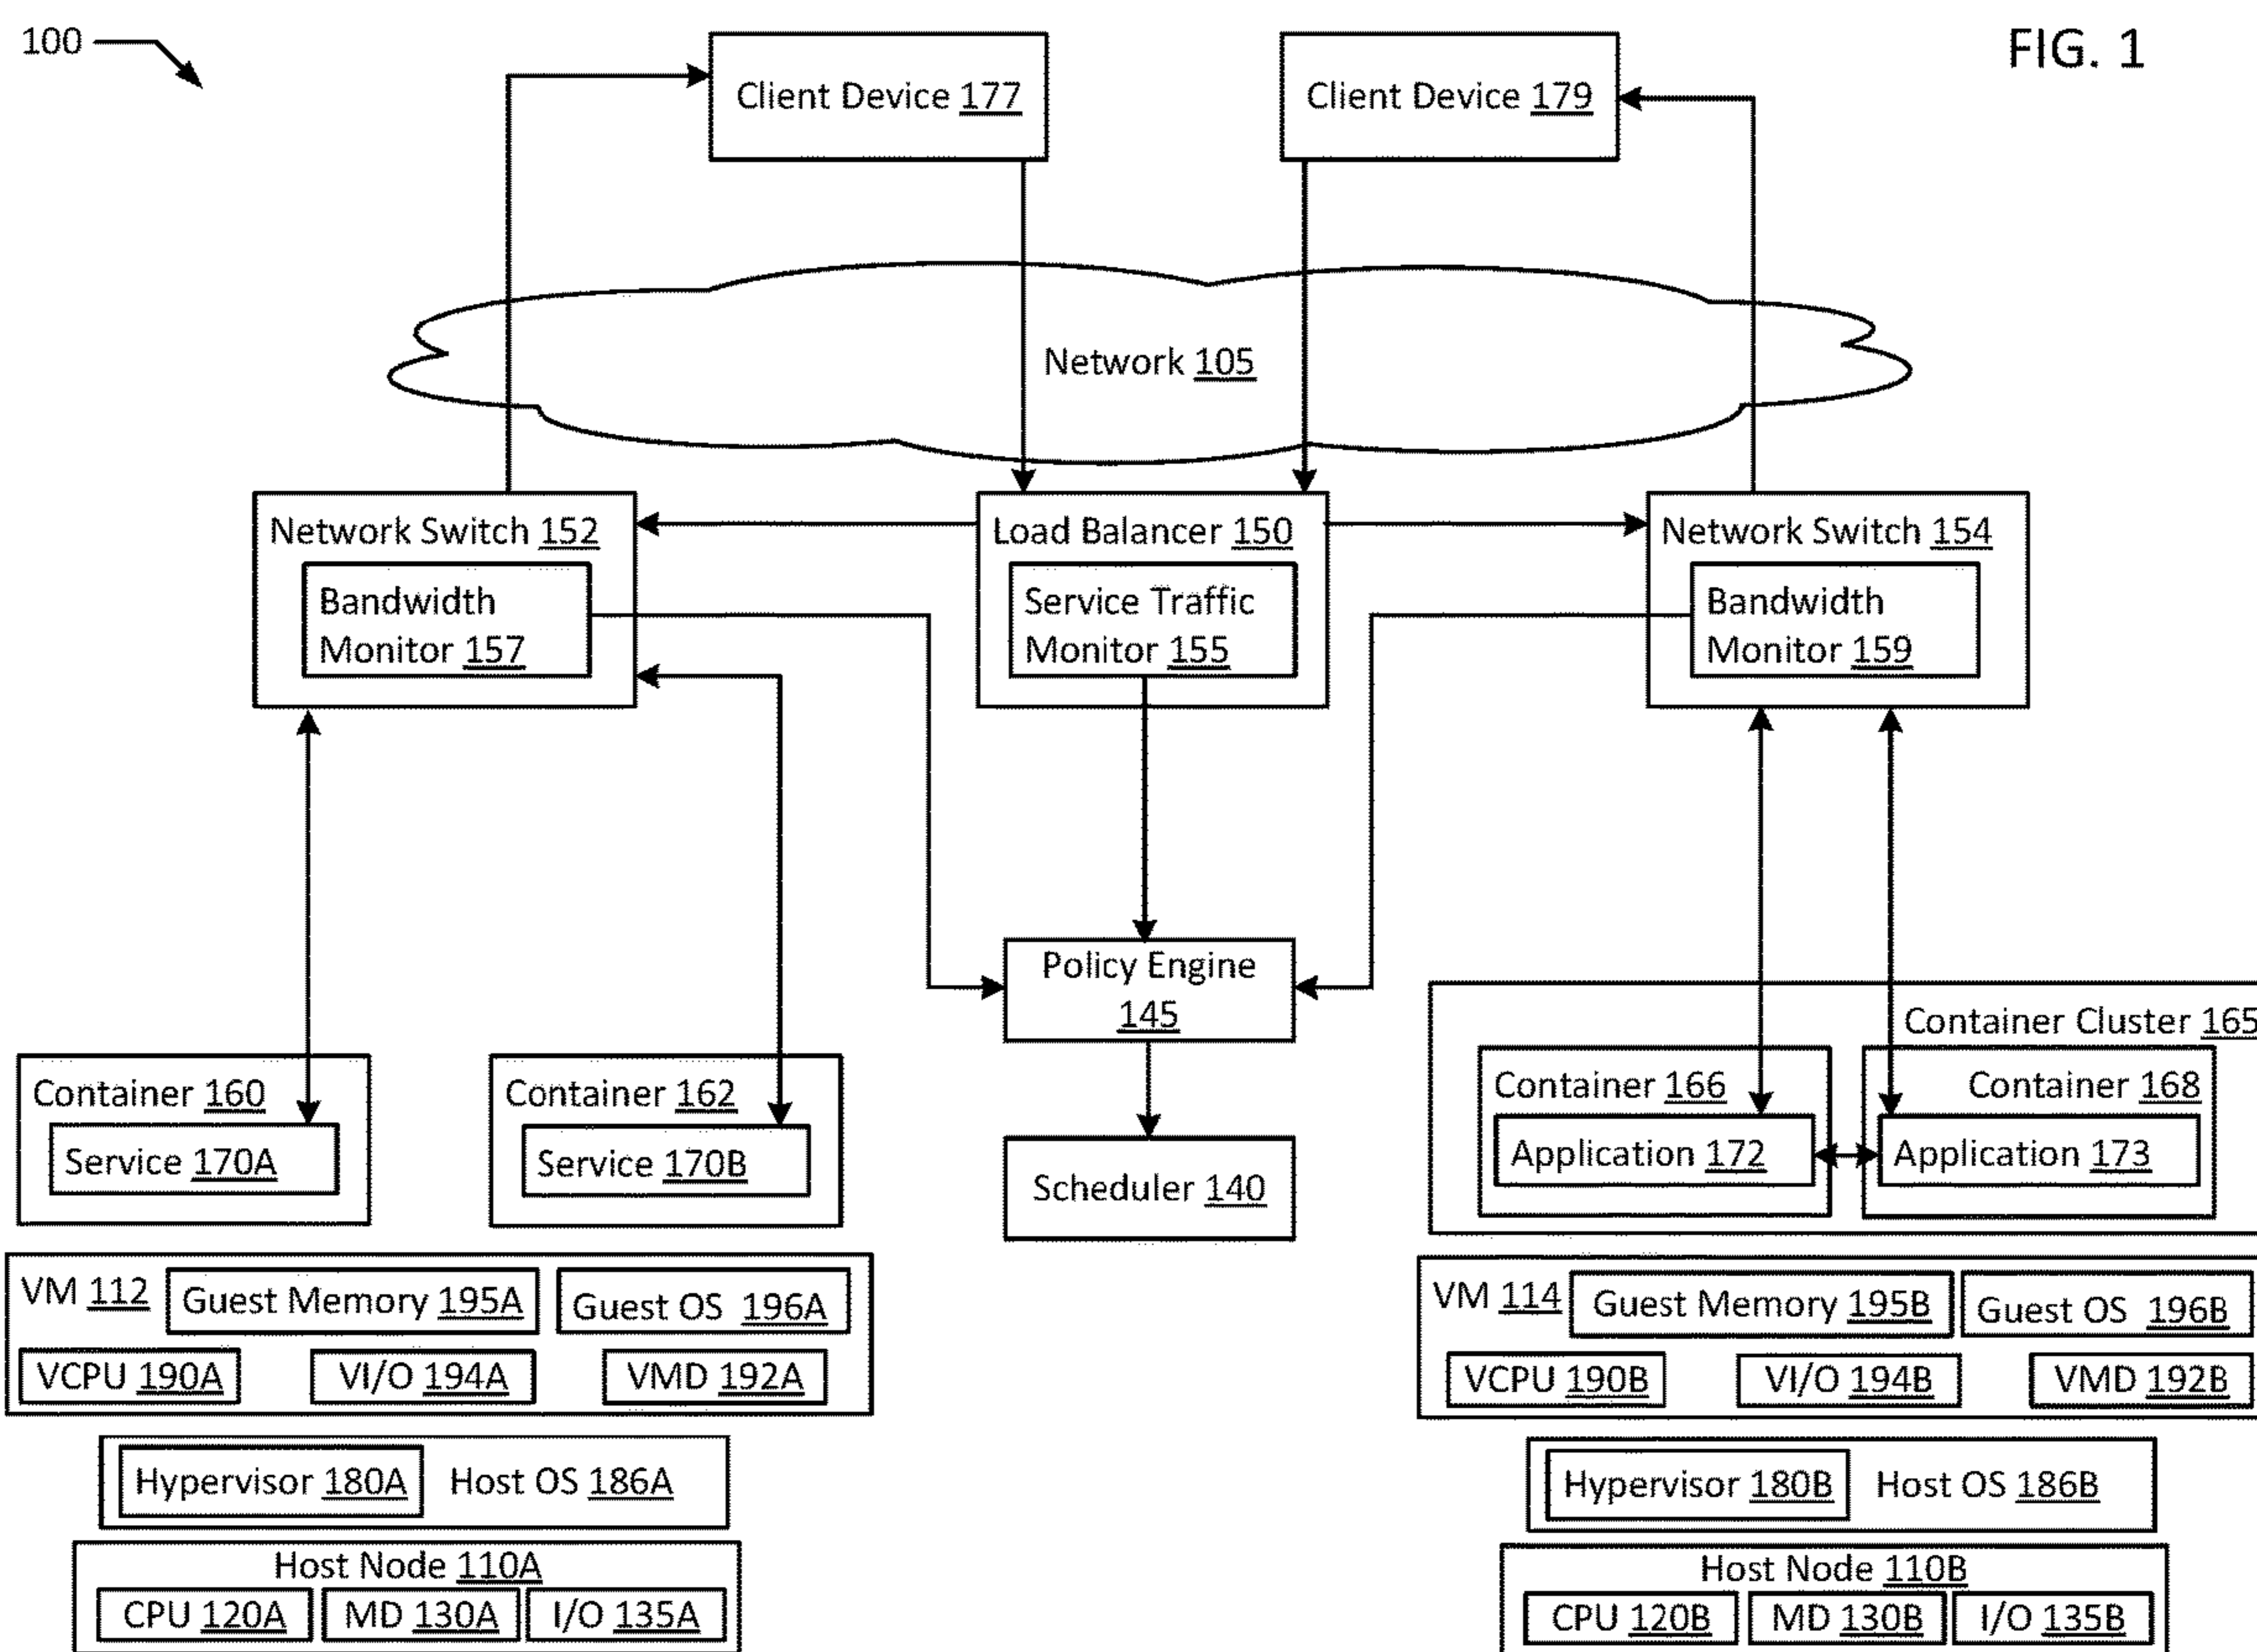 100
FIG. 1
Client Device 177
Client Device 179
Network 105
Network Switch 152
Bandwidth
Monitor 157
Load Balancer 150
Service Traffic
Monitor 155
Network Switch 154
Bandwidth
Monitor 159
Policy Engine
145
Scheduler 140
Container 160
Service 170A
Container 162
Service 170B
Container Cluster 165
Container 166
Application 172
Container 168
Application 173
VM 112
Guest Memory 195A
Guest OS 196A
VCPU 190A
VI/O 194A
VMD 192A
Hypervisor 180A
Host OS 186A
Host Node 110A
CPU 120A
MD 130A
I/O 135A
VM 114
Guest Memory 195B
Guest OS 196B
VCPU 190B
VI/O 194B
VMD 192B
Hypervisor 180B
Host OS 186B
Host Node 110B
CPU 120B
MD 130B
I/O 135B